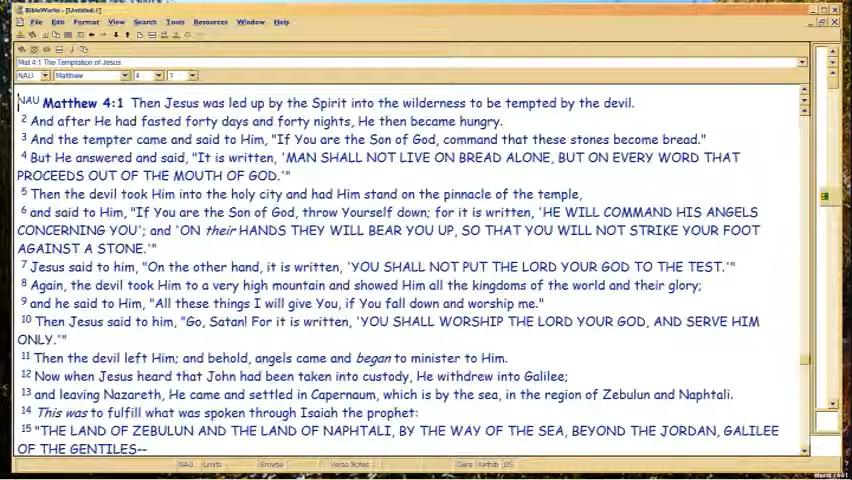 BibleWorks - [Untitled-1]
File Edit Format View Search Tools Resources Window Help
Mat 4:1 The Temptation of Jesus
NAU Matthew 4 1
NAU Matthew 4:1 Then Jesus was led up by the Spirit into the wilderness to be tempted by the devil.
2 And after He had fasted forty days and forty nights, He then became hungry.
3 And the tempter came and said to Him, "If You are the Son of God, command that these stones become bread."
4 But He answered and said, "It is written, 'MAN SHALL NOT LIVE ON BREAD ALONE, BUT ON EVERY WORD THAT
PROCEEDS OUT OF THE MOUTH OF GOD.'"
5 Then the devil took Him into the holy city and had Him stand on the pinnacle of the temple,
6 and said to Him, "If You are the Son of God, throw Yourself down; for it is written, 'HE WILL COMMAND HIS ANGELS
CONCERNING YOU'; and 'ON their HANDS THEY WILL BEAR YOU UP, SO THAT YOU WILL NOT STRIKE YOUR FOOT
AGAINST A STONE.'"
7 Jesus said to him, "On the other hand, it is written, 'YOU SHALL NOT PUT THE LORD YOUR GOD TO THE TEST.'"
8 Again, the devil took Him to a very high mountain and showed Him all the kingdoms of the world and their glory;
9 and he said to Him, "All these things I will give You, if You fall down and worship me."
10 Then Jesus said to him, "Go, Satan! For it is written, 'YOU SHALL WORSHIP THE LORD YOUR GOD, AND SERVE HIM
ONLY.'"
11 Then the devil left Him; and behold, angels came and began to minister to Him.
12 Now when Jesus heard that John had been taken into custody, He withdrew into Galilee;
13 and leaving Nazareth, He came and settled in Capernaum, which is by the sea, in the region of Zebulun and Naphtali.
14 This was to fulfill what was spoken through Isaiah the prophet:
15 "THE LAND OF ZEBULUN AND THE LAND OF NAPHTALI, BY THE WAY OF THE SEA, BEYOND THE JORDAN, GALILEE
OF THE GENTILES--
NAU Limits Browse Verse Notes